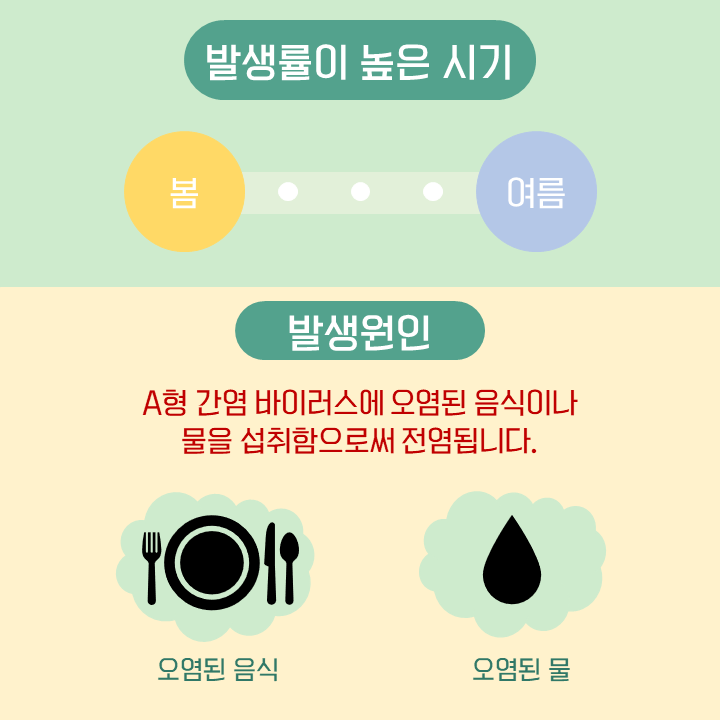 발생률이 높은 시기
봄
여름
발생원인
A형 간염 바이러스에 오염된 음식이나
물을 섭취함으로써 전염됩니다.
오염된 음식
오염된 물